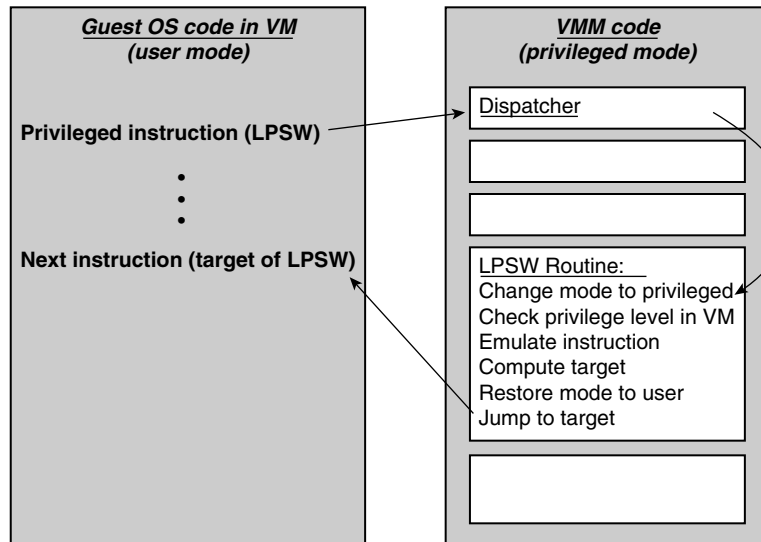 Guest OS code in VM
(user mode)
Privileged instruction (LPSW)
Next instruction (target of LPSW)
VMM code
(privileged mode)
Dispatcher
LPSW Routine:
Change mode to privileged
Check privilege level in VM
Emulate instruction
Compute target
Restore mode to user
Jump to target